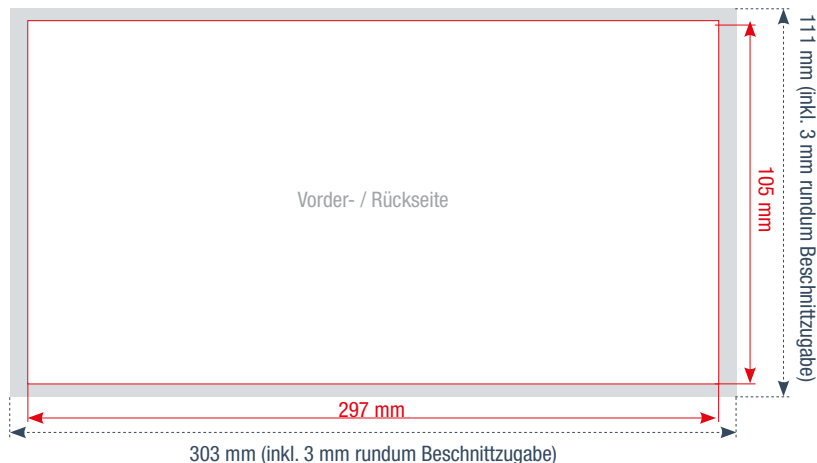 111 mm (inkl. 3 mm rundum Beschnittzugabe)
105 mm
Vorder- / Rückseite
297 mm
303 mm (inkl. 3 mm rundum Beschnittzugabe)